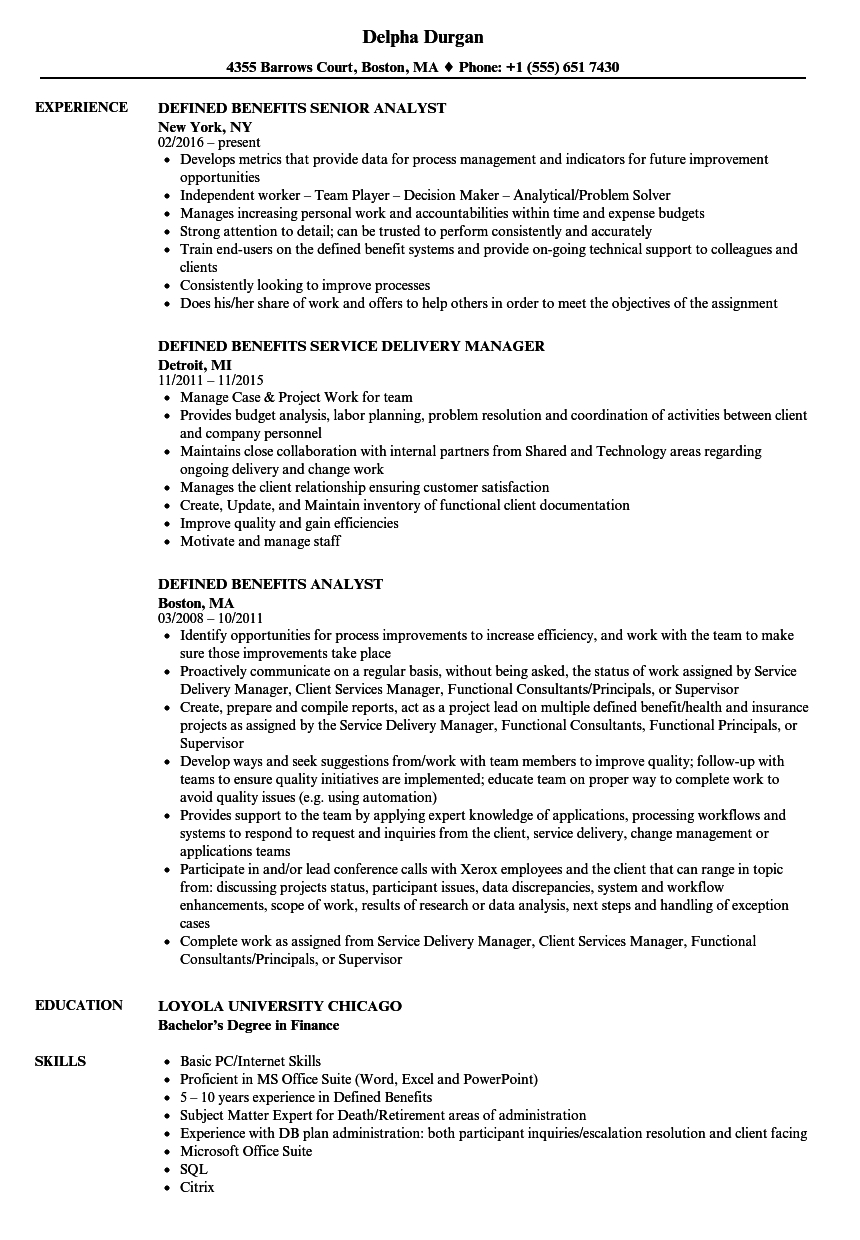 Delpha Durgan
4355 Barrows Court, Boston, MA ♦ Phone: +1 (555) 651 7430
EXPERIENCE
DEFINED BENEFITS SENIOR ANALYST
New York, NY
02/2016 – present
• Develops metrics that provide data for process management and indicators for future improvement
opportunities
• Independent worker – Team Player – Decision Maker – Analytical/Problem Solver
• Manages increasing personal work and accountabilities within time and expense budgets
• Strong attention to detail; can be trusted to perform consistently and accurately
• Train end-users on the defined benefit systems and provide on-going technical support to colleagues and
clients
• Consistently looking to improve processes
• Does his/her share of work and offers to help others in order to meet the objectives of the assignment
DEFINED BENEFITS SERVICE DELIVERY MANAGER
Detroit, MI
11/2011 – 11/2015
• Manage Case & Project Work for team
• Provides budget analysis, labor planning, problem resolution and coordination of activities between client
and company personnel
• Maintains close collaboration with internal partners from Shared and Technology areas regarding
ongoing delivery and change work
• Manages the client relationship ensuring customer satisfaction
• Create, Update, and Maintain inventory of functional client documentation
• Improve quality and gain efficiencies
• Motivate and manage staff
DEFINED BENEFITS ANALYST
Boston, MA
03/2008 – 10/2011
• Identify opportunities for process improvements to increase efficiency, and work with the team to make
sure those improvements take place
• Proactively communicate on a regular basis, without being asked, the status of work assigned by Service
Delivery Manager, Client Services Manager, Functional Consultants/Principals, or Supervisor
• Create, prepare and compile reports, act as a project lead on multiple defined benefit/health and insurance
projects as assigned by the Service Delivery Manager, Functional Consultants, Functional Principals, or
Supervisor
• Develop ways and seek suggestions from/work with team members to improve quality; follow-up with
teams to ensure quality initiatives are implemented; educate team on proper way to complete work to
avoid quality issues (e.g. using automation)
• Provides support to the team by applying expert knowledge of applications, processing workflows and
systems to respond to request and inquiries from the client, service delivery, change management or
applications teams
• Participate in and/or lead conference calls with Xerox employees and the client that can range in topic
from: discussing projects status, participant issues, data discrepancies, system and workflow
enhancements, scope of work, results of research or data analysis, next steps and handling of exception
cases
• Complete work as assigned from Service Delivery Manager, Client Services Manager, Functional
Consultants/Principals, or Supervisor
EDUCATION
LOYOLA UNIVERSITY CHICAGO
Bachelor's Degree in Finance
SKILLS
• Basic PC/Internet Skills
• Proficient in MS Office Suite (Word, Excel and PowerPoint)
• 5 – 10 years experience in Defined Benefits
• Subject Matter Expert for Death/Retirement areas of administration
• Experience with DB plan administration: both participant inquiries/escalation resolution and client facing
• Microsoft Office Suite
• SQL
• Citrix